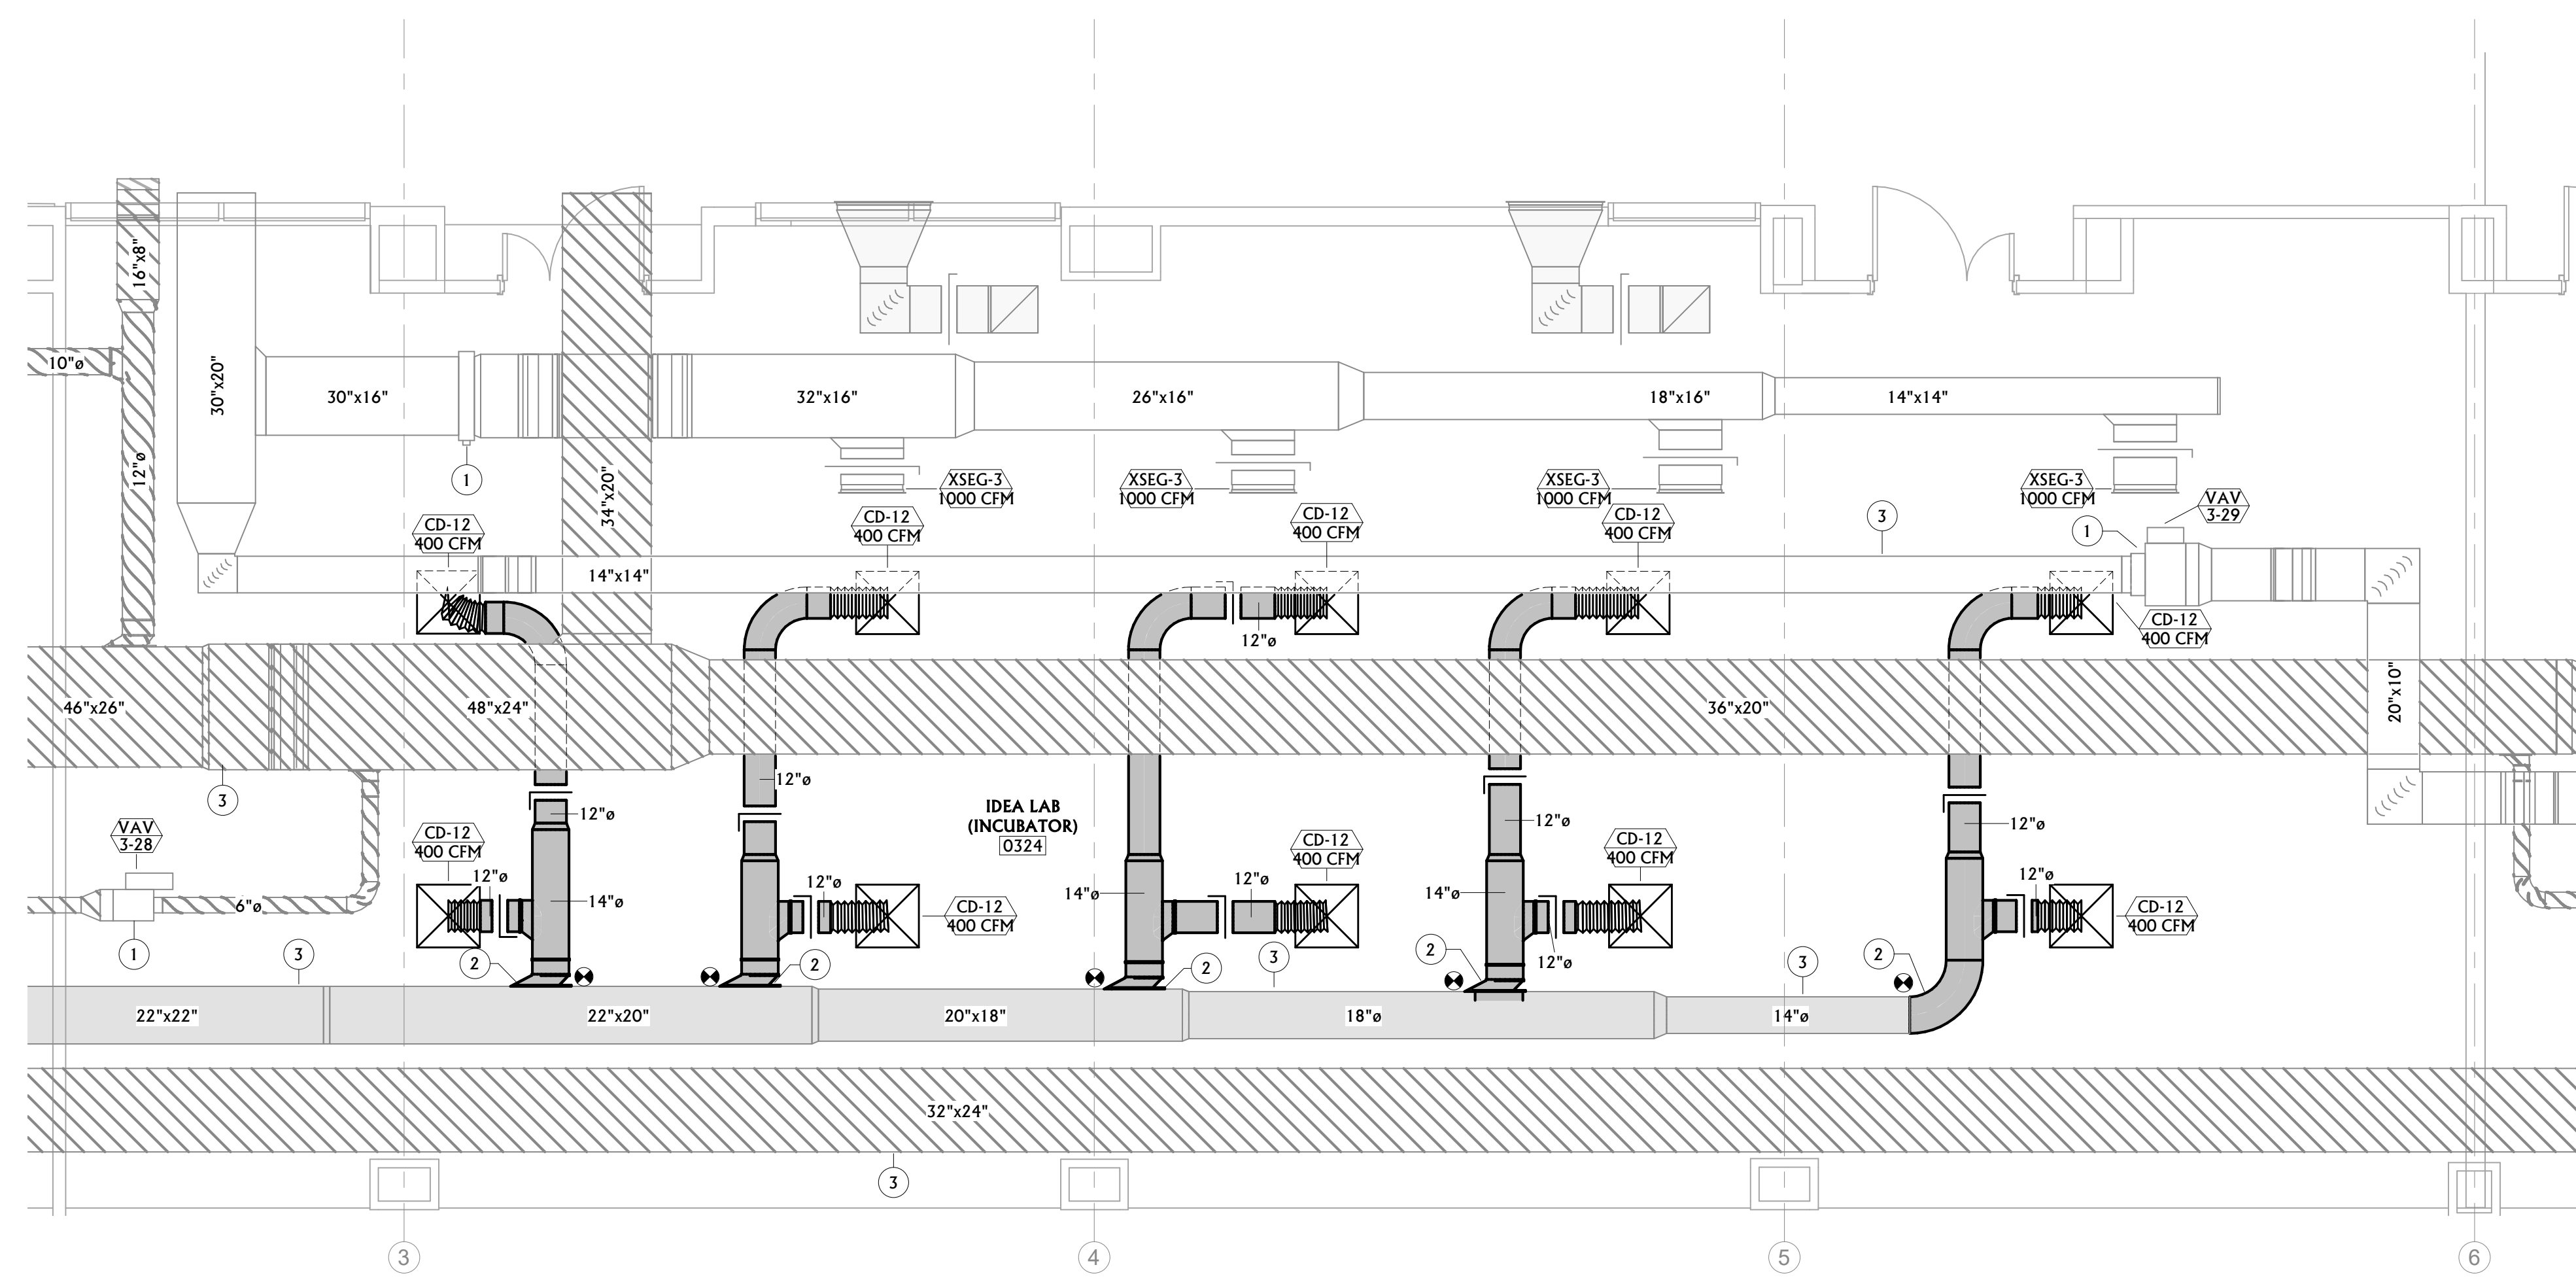 16"x8"
10"ø
12"ø
30"x20"
30"x16"
34"x20"
32"x16"
26"x16"
18"x16"
14"x14"
1
XSEG-3
1000 CFM
XSEG-3
1000 CFM
XSEG-3
1000 CFM
XSEG-3
1000 CFM
VAV
3-29
1
3
CD-12
400 CFM
CD-12
400 CFM
CD-12
400 CFM
CD-12
400 CFM
14"x14"
12"ø
CD-12
400 CFM
46"x26"
48"x24"
36"x20"
20"x10"
3
12"ø
12"ø
IDEA LAB
(INCUBATOR)
0324
12"ø
12"ø
VAV
3-28
CD-12
400 CFM
CD-12
400 CFM
CD-12
400 CFM
12"ø
12"ø
12"ø
12"ø
6"ø
14"ø
14"ø
14"ø
CD-12
400 CFM
CD-12
400 CFM
1
3
2
2
2
3
2
12"ø
3
2
22"x22"
22"x20"
20"x18"
18"ø
14"ø
32"x24"
3
3
4
5
6